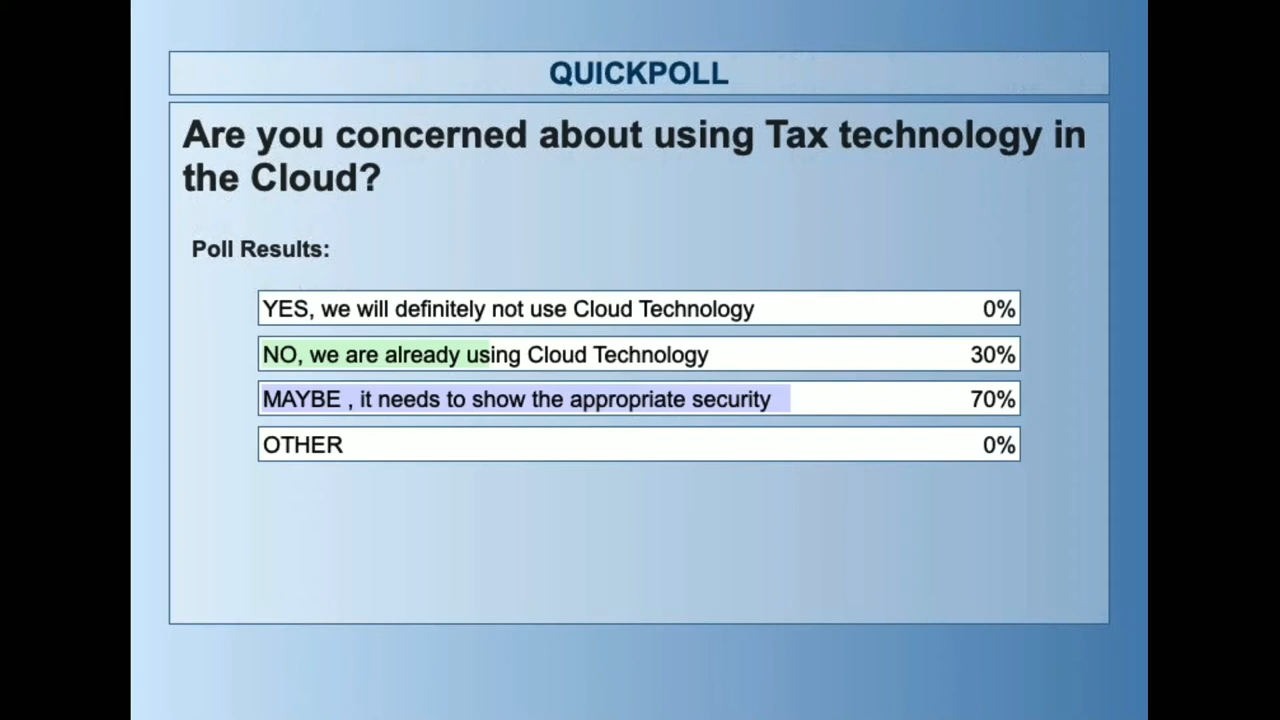 QUICKPOLL
Are you concerned about using Tax technology in
the Cloud?
Poll Results:
YES, we will definitely not use Cloud Technology 0%
NO, we are already using Cloud Technology 30%
MAYBE , it needs to show the appropriate security 70%
OTHER 0%